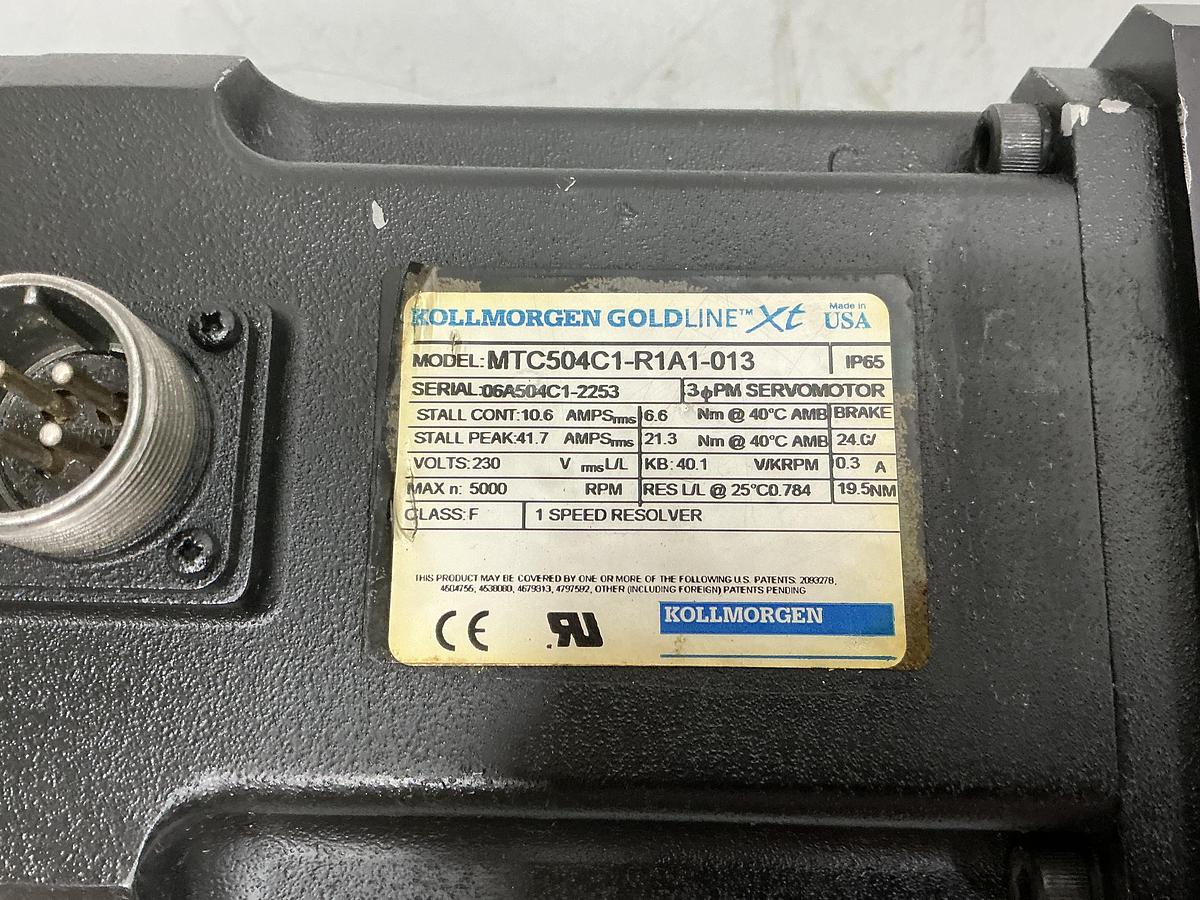 KOLLMORGEN GOLDLINE™ Xt Made in USA
MODEL: MTC504C1-R1A1-013 IP65
SERIAL: 06A504C1-2253 3ϕPM SERVOMOTOR
STALL CONT: 10.6 AMPSrms 6.6 Nm @ 40°C AMB BRAKE
STALL PEAK: 41.7 AMPSrms 21.3 Nm @ 40°C AMB 24.0V
VOLTS: 230 V rmsL/L KB: 40.1 V/KRPM 0.3 A
MAX n: 5000 RPM RES L/L @ 25°C 0.784 19.5NM
CLASS: F 1 SPEED RESOLVER
THIS PRODUCT MAY BE COVERED BY ONE OR MORE OF THE FOLLOWING U.S. PATENTS: 2093278,
4604756, 4538080, 4679313, 4797592, OTHER (INCLUDING FOREIGN) PATENTS PENDING
CE RU KOLLMORGEN